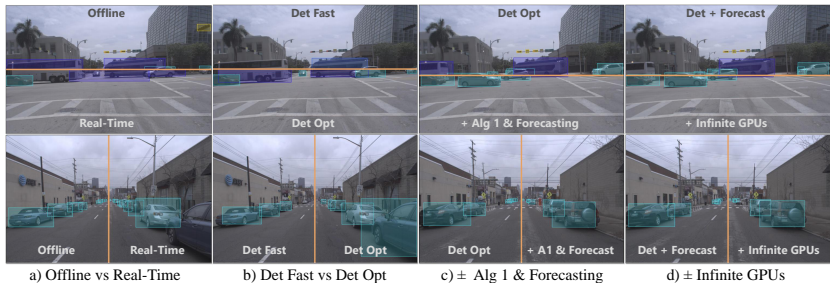 Offline
Det Fast
Det Opt
Det + Forecast
Real-Time
Det Opt
+ Alg 1 & Forecasting
+ Infinite GPUs
Offline
Real-Time
Det Fast
Det Opt
Det Opt
+ A1 & Forecast
Det + Forecast
+ Infinite GPUs
a) Offline vs Real-Time
b) Det Fast vs Det Opt
c) ± Alg 1 & Forecasting
d) ± Infinite GPUs